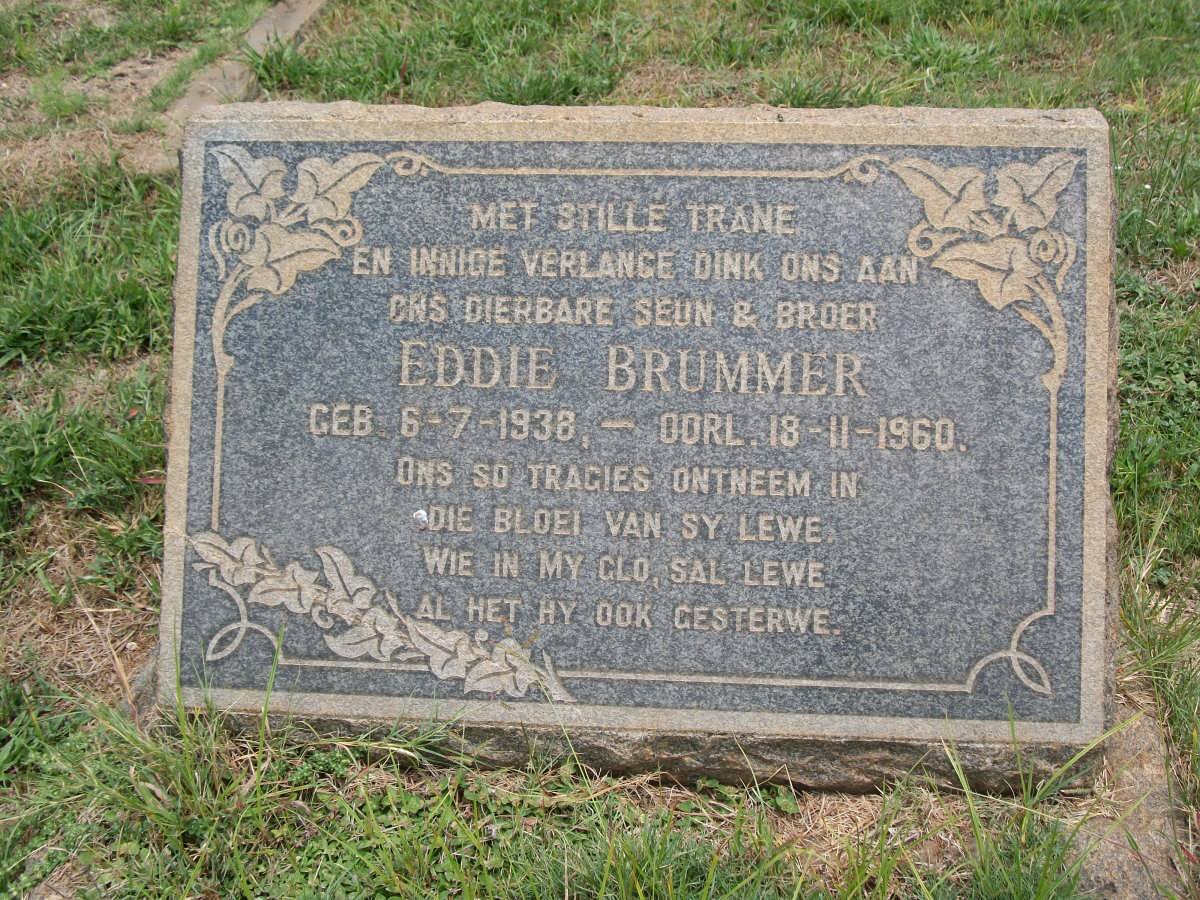 MET STILLE TRANE
EN INNIGE VERLANGE DINK ONS AAN
ONS DIERBARE SEUN & BROER
EDDIE BRUMMER
GEB. 6-7-1938, — OORL. 18-11-1960.
ONS SO TRAGIES ONTNEEM IN
DIE BLOEI VAN SY LEWE.
WIE IN MY GLO, SAL LEWE
AL HET HY OOK GESTERWE.